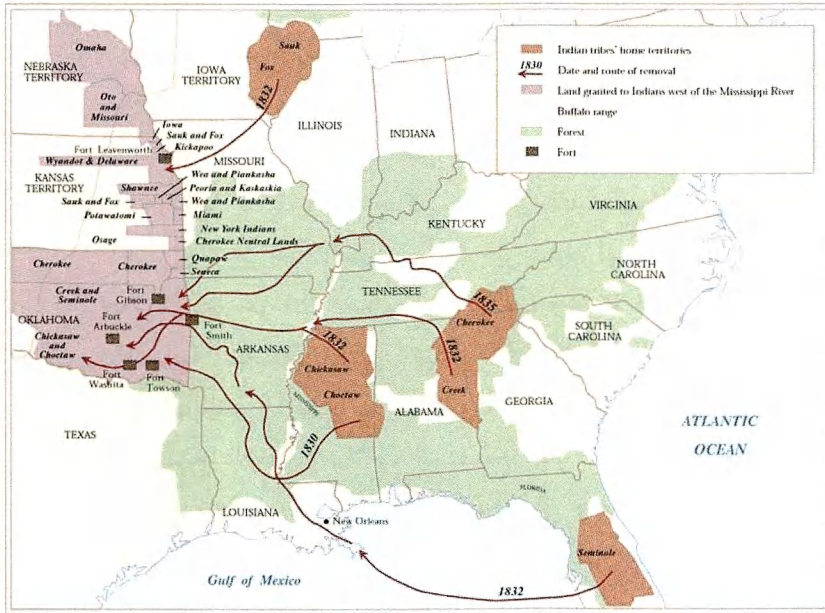 Indian tribes' home territories
1830
Date and route of removal
Land granted to Indians west of the Mississippi River
Buffalo range
Forest
Fort
Omaha
NEBRASKA
TERRITORY
Oto
and
Missouri
IOWA
TERRITORY
Sauk
Fox
1832
ILLINOIS
INDIANA
Iowa
Sauk and Fox
Kickapoo
Fort
Leavenworth
Wyandot & Delaware
MISSOURI
KANSAS
TERRITORY
Wea and Piankasha
Shawnee
Peoria and Kaskaskia
Sauk and Fox
Wea and Piankasha
Potawatomi
Miami
New York Indians
Osage
Cherokee Neutral Lands
KENTUCKY
VIRGINIA
Cherokee
Cherokee
Quapaw
Seneca
Creek and
Seminole
Fort
Gibson
OKLAHOMA
Fort
Arbuckle
Fort
Smith
Chickasaw
and
Choctaw
Fort
Washita
Fort
Towson
ARKANSAS
TENNESSEE
NORTH
CAROLINA
SOUTH
CAROLINA
1835
Cherokee
1832
Creek
1832
Chickasaw
Choctaw
MISSISSIPPI
ALABAMA
GEORGIA
TEXAS
1830
ATLANTIC
OCEAN
LOUISIANA
New Orleans
FLORIDA
Seminole
Gulf of Mexico
1832